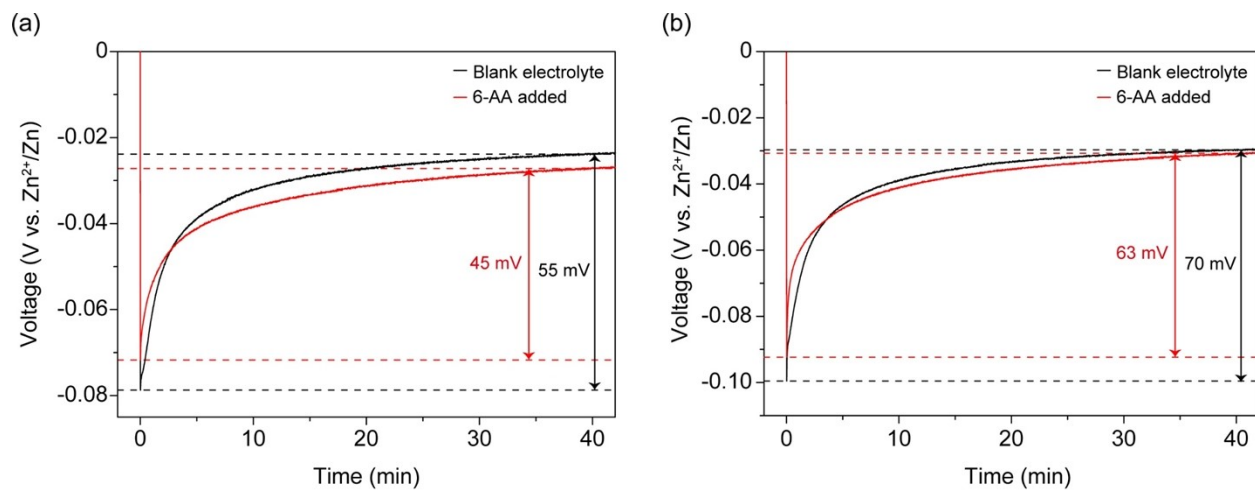 (a)
Voltage (V vs. Zn²⁺/Zn)
0
-0.02
-0.04
-0.06
-0.08
Blank electrolyte
6-AA added
45 mV
55 mV
0
10
20
30
40
Time (min)
(b)
Voltage (V vs. Zn²⁺/Zn)
0
-0.02
-0.04
-0.06
-0.08
-0.10
Blank electrolyte
6-AA added
63 mV
70 mV
0
10
20
30
40
Time (min)